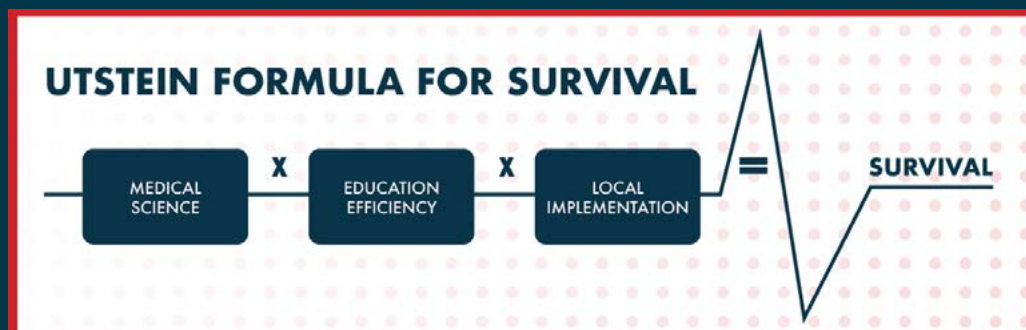 UTSTEIN FORMULA FOR SURVIVAL
MEDICAL
SCIENCE
X
EDUCATION
EFFICIENCY
X
LOCAL
IMPLEMENTATION
=
SURVIVAL